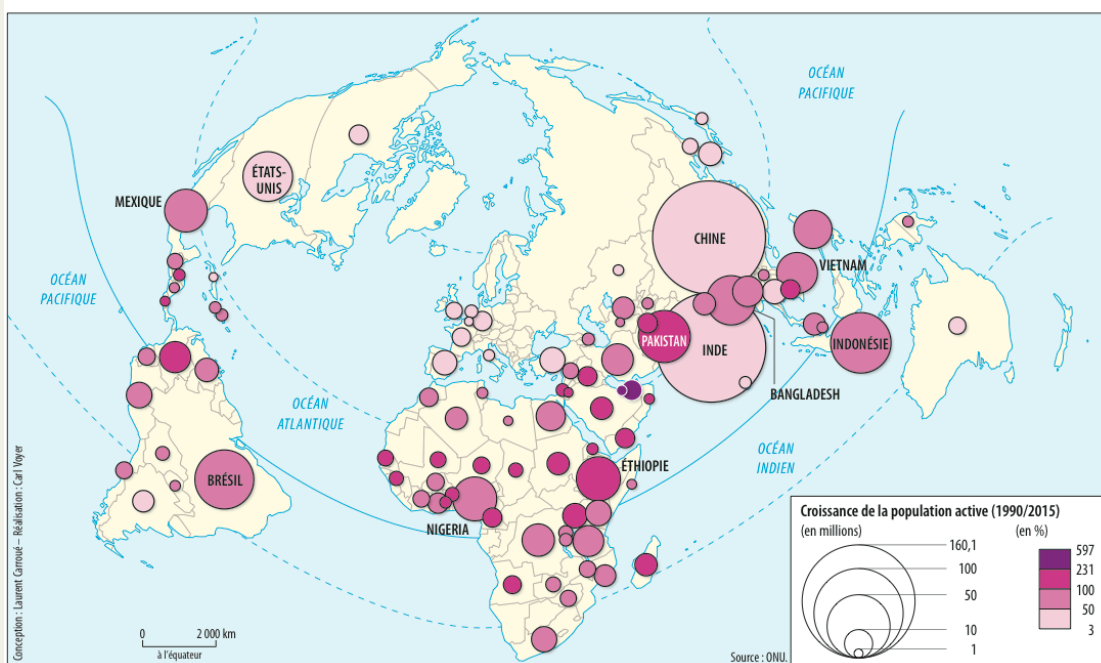 OCÉAN
PACIFIQUE
ÉTATS-
UNIS
MEXIQUE
CHINE
VIETNAM
OCÉAN
PACIFIQUE
PAKISTAN
INDE
INDONÉSIE
BANGLADESH
OCÉAN
ATLANTIQUE
OCÉAN
INDIEN
ÉTHIOPIE
BRÉSIL
NIGERIA
Croissance de la population active (1990/2015)
(en millions)
(en %)
160,1
100
50
10
1
597
231
100
50
3
0
2 000 km
à l'équateur
Source : ONU.
Conception : Laurent Carroué – Réalisation : Carl Voyer